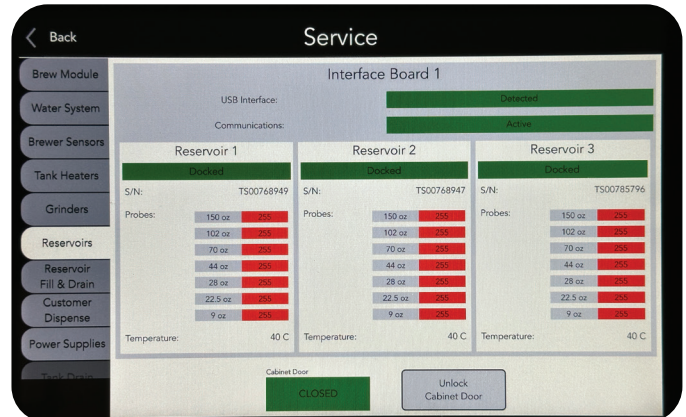 Back
Service
Brew Module
Water System
Brewer Sensors
Tank Heaters
Grinders
Reservoirs
Reservoir
Fill & Drain
Customer
Dispense
Power Supplies
Tank Drain
Interface Board 1
USB Interface: Detected
Communications: Active
Reservoir 1 Reservoir 2 Reservoir 3
Docked Docked Docked
S/N: TS00768949 S/N: TS00768947 S/N: TS00785796
Probes: 150 oz 255 Probes: 150 oz 255 Probes: 150 oz 255
102 oz 255 102 oz 255 102 oz 255
70 oz 255 70 oz 255 70 oz 255
44 oz 255 44 oz 255 44 oz 255
28 oz 255 28 oz 255 28 oz 255
22.5 oz 255 22.5 oz 255 22.5 oz 255
9 oz 255 9 oz 255 9 oz 255
Temperature: 40 C Temperature: 40 C Temperature: 40 C
Cabinet Door
CLOSED
Unlock
Cabinet Door